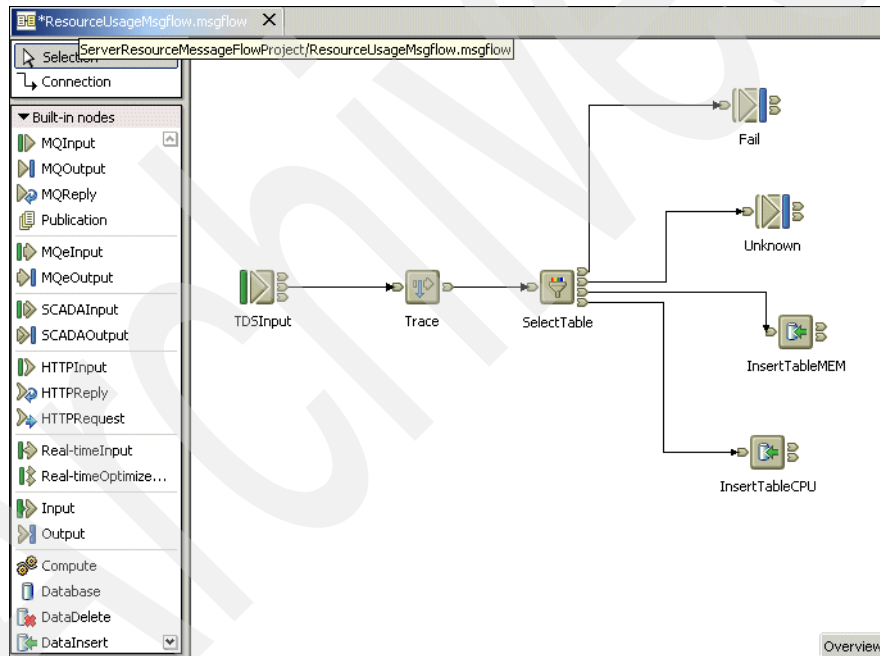 *ResourceUsageMsgflow.msgflow
ServerResourceMessageFlowProject/ResourceUsageMsgflow.msgflow
Selection
Connection
Built-in nodes
MQInput
MQOutput
MQReply
Publication
MQeInput
MQeOutput
SCADAInput
SCADAOutput
HTTPInput
HTTPReply
HTTPRequest
Real-timeInput
Real-timeOptimize...
Input
Output
Compute
Database
DataDelete
DataInsert
Fail
Unknown
TDSInput
Trace
SelectTable
InsertTableMEM
InsertTableCPU
Overview